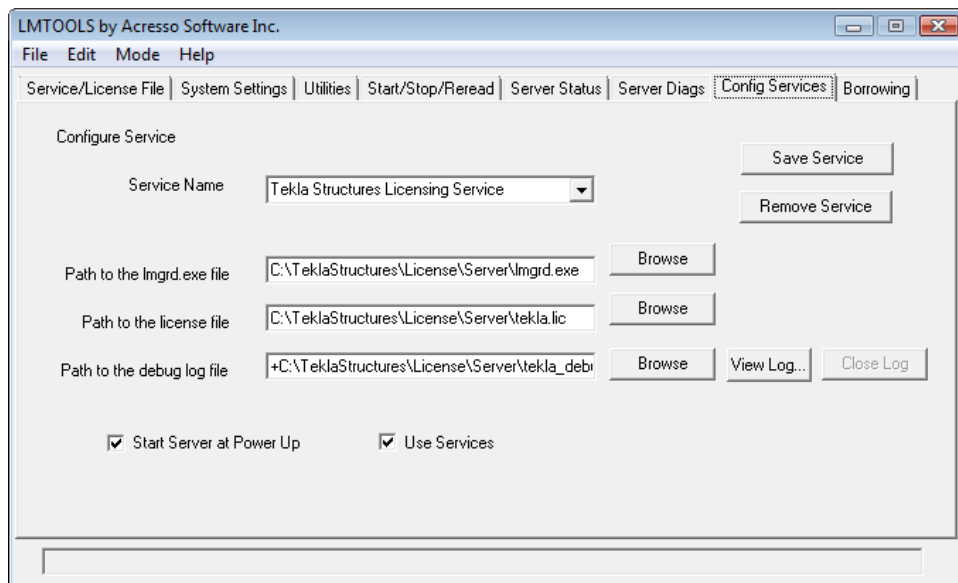 LMTOOLS by Acresso Software Inc.
File Edit Mode Help
Service/License File System Settings Utilities Start/Stop/Reread Server Status Server Diags Config Services Borrowing
Configure Service
Save Service
Service Name Tekla Structures Licensing Service
Remove Service
Path to the lmgrd.exe file C:\TeklaStructures\License\Server\lmgrd.exe Browse
Path to the license file C:\TeklaStructures\License\Server\tekla.lic Browse
Path to the debug log file +C:\TeklaStructures\License\Server\tekla_deb Browse View Log... Close Log
Start Server at Power Up Use Services